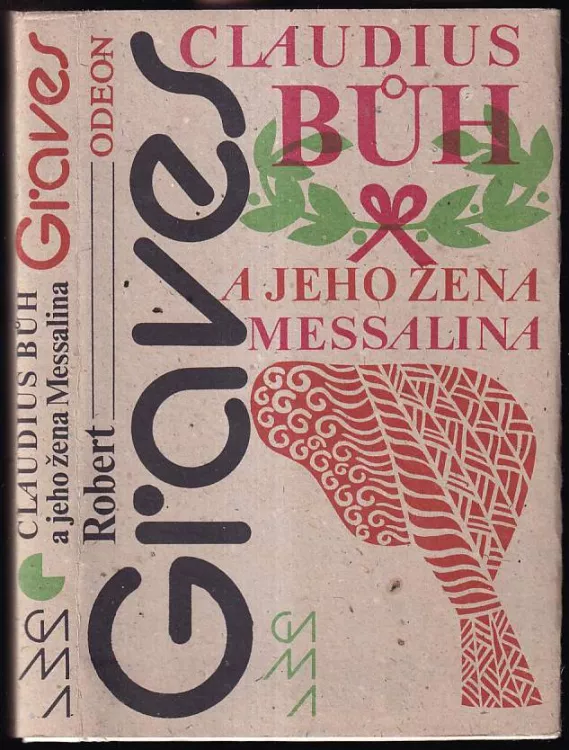 CLAUDIUS BŮH
a jeho žena Messalina
Graves
Robert
ODEON
Graves
CLAUDIUS
BŮH
A JEHO ŽENA
MESSALINA